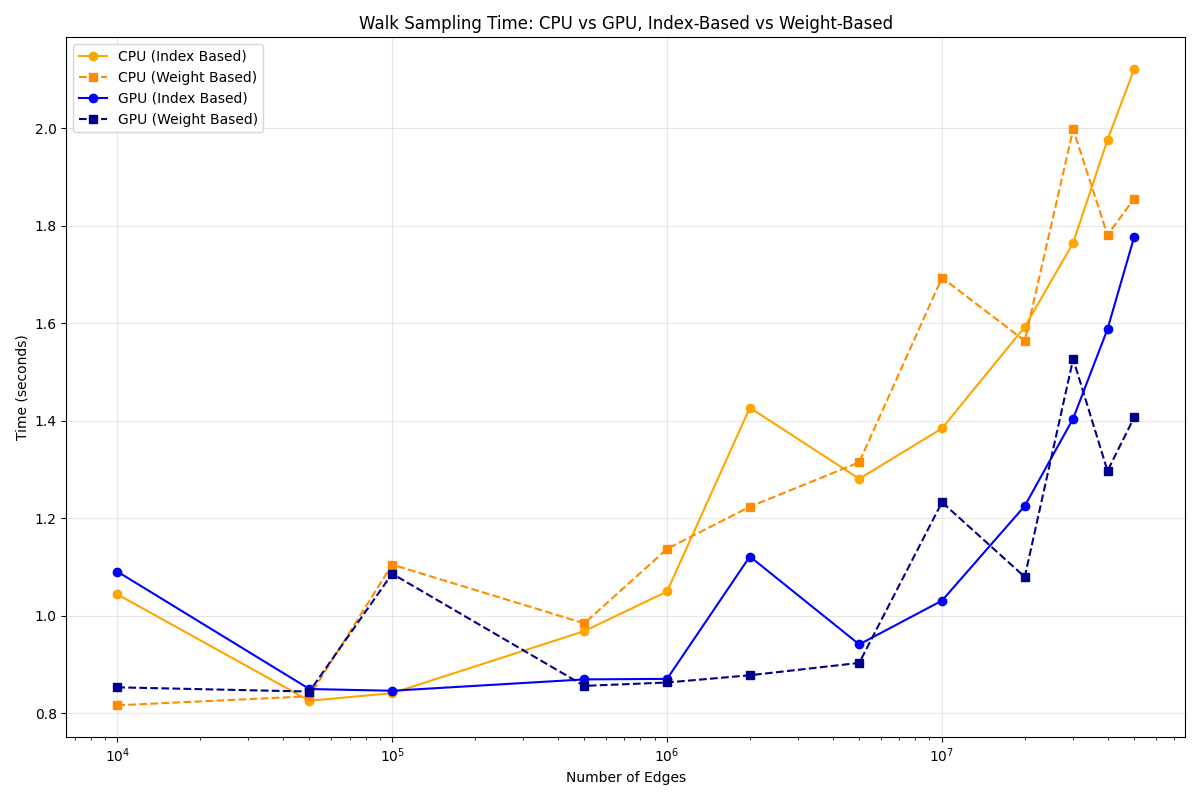 Walk Sampling Time: CPU vs GPU, Index-Based vs Weight-Based
CPU (Index Based)
CPU (Weight Based)
GPU (Index Based)
GPU (Weight Based)
Time (seconds)
2.0
1.8
1.6
1.4
1.2
1.0
0.8
10⁴ 10⁵ 10⁶ 10⁷
Number of Edges